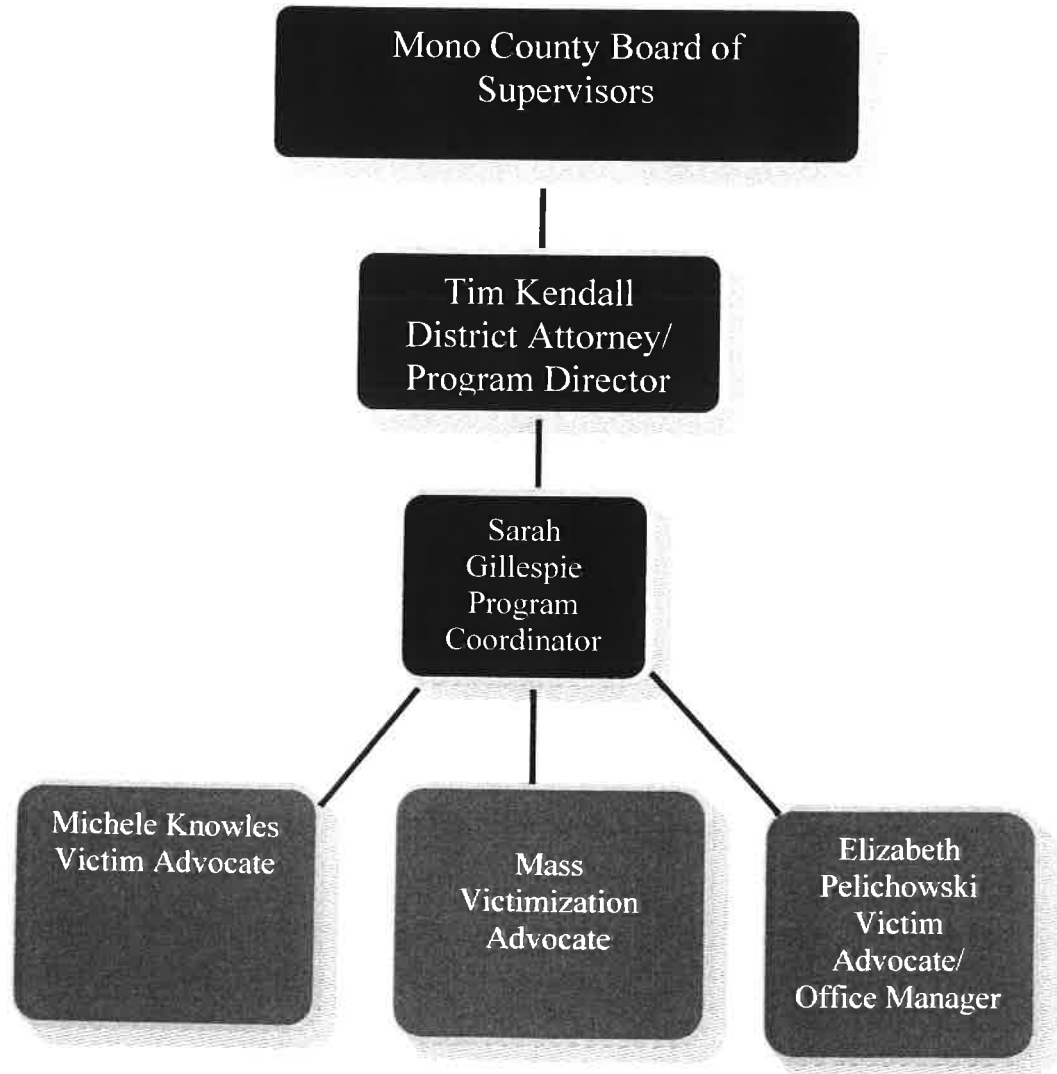 Mono County Board of
Supervisors
Tim Kendall
District Attorney/
Program Director
Sarah
Gillespie
Program
Coordinator
Michele Knowles
Victim Advocate
Mass
Victimization
Advocate
Elizabeth
Pelichowski
Victim
Advocate/
Office Manager